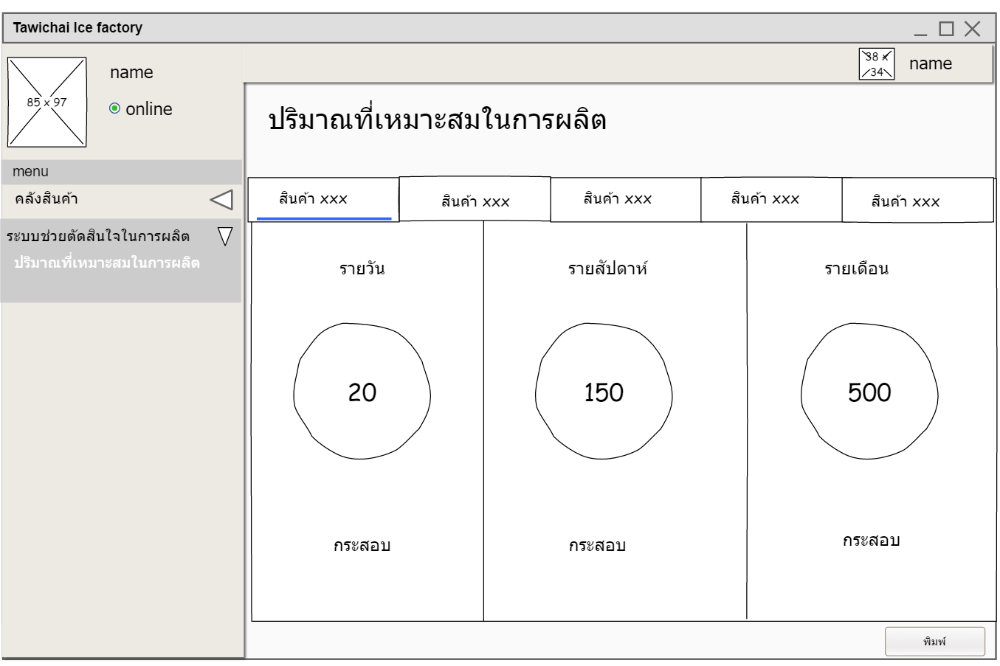 Tawichai Ice factory
name
85 x 97
online
38 x
34
name
menu
คลังสินค้า
ระบบช่วยตัดสินใจในการผลิต
ปริมาณที่เหมาะสมในการผลิต
ปริมาณที่เหมาะสมในการผลิต
สินค้า xxx
สินค้า xxx
สินค้า xxx
สินค้า xxx
สินค้า xxx
รายวัน
รายสัปดาห์
รายเดือน
20
150
500
กระสอบ
กระสอบ
กระสอบ
พิมพ์